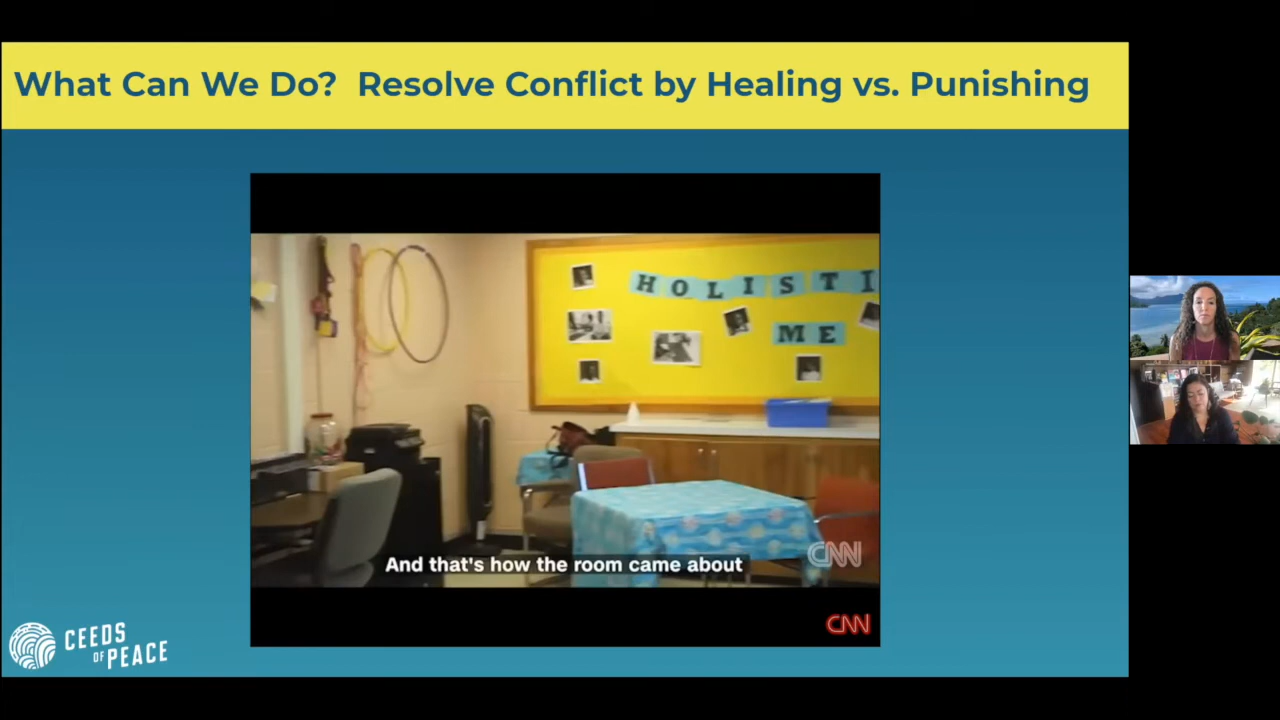 What Can We Do? Resolve Conflict by Healing vs. Punishing
HOLISTI
ME
And that's how the room came about
CNN
CNN
CEEDS
OF PEACE